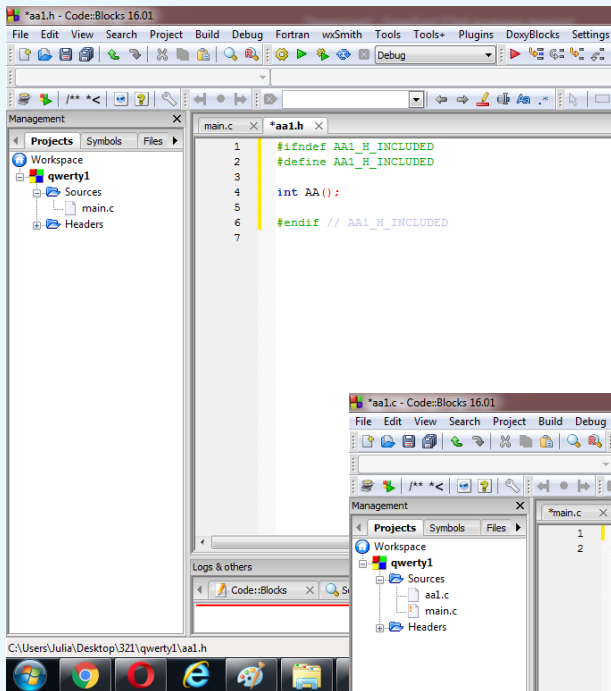 *aa1.h - Code::Blocks 16.01
File Edit View Search Project Build Debug Fortran wxSmith Tools Tools+ Plugins DoxyBlocks Settings
Debug
/** *<
Management
Projects Symbols Files
Workspace
qwerty1
Sources
main.c
Headers
main.c *aa1.h
1 #ifndef AA1_H_INCLUDED
2 #define AA1_H_INCLUDED
3
4 int AA();
5
6 #endif // AA1_H_INCLUDED
7
Logs & others
Code::Blocks
C:\Users\Julia\Desktop\321\qwerty1\aa1.h
*aa1.c - Code::Blocks 16.01
File Edit View Search Project Build Debug
/** *<
Management
Projects Symbols Files
Workspace
qwerty1
Sources
aa1.c
main.c
Headers
*main.c
1
2